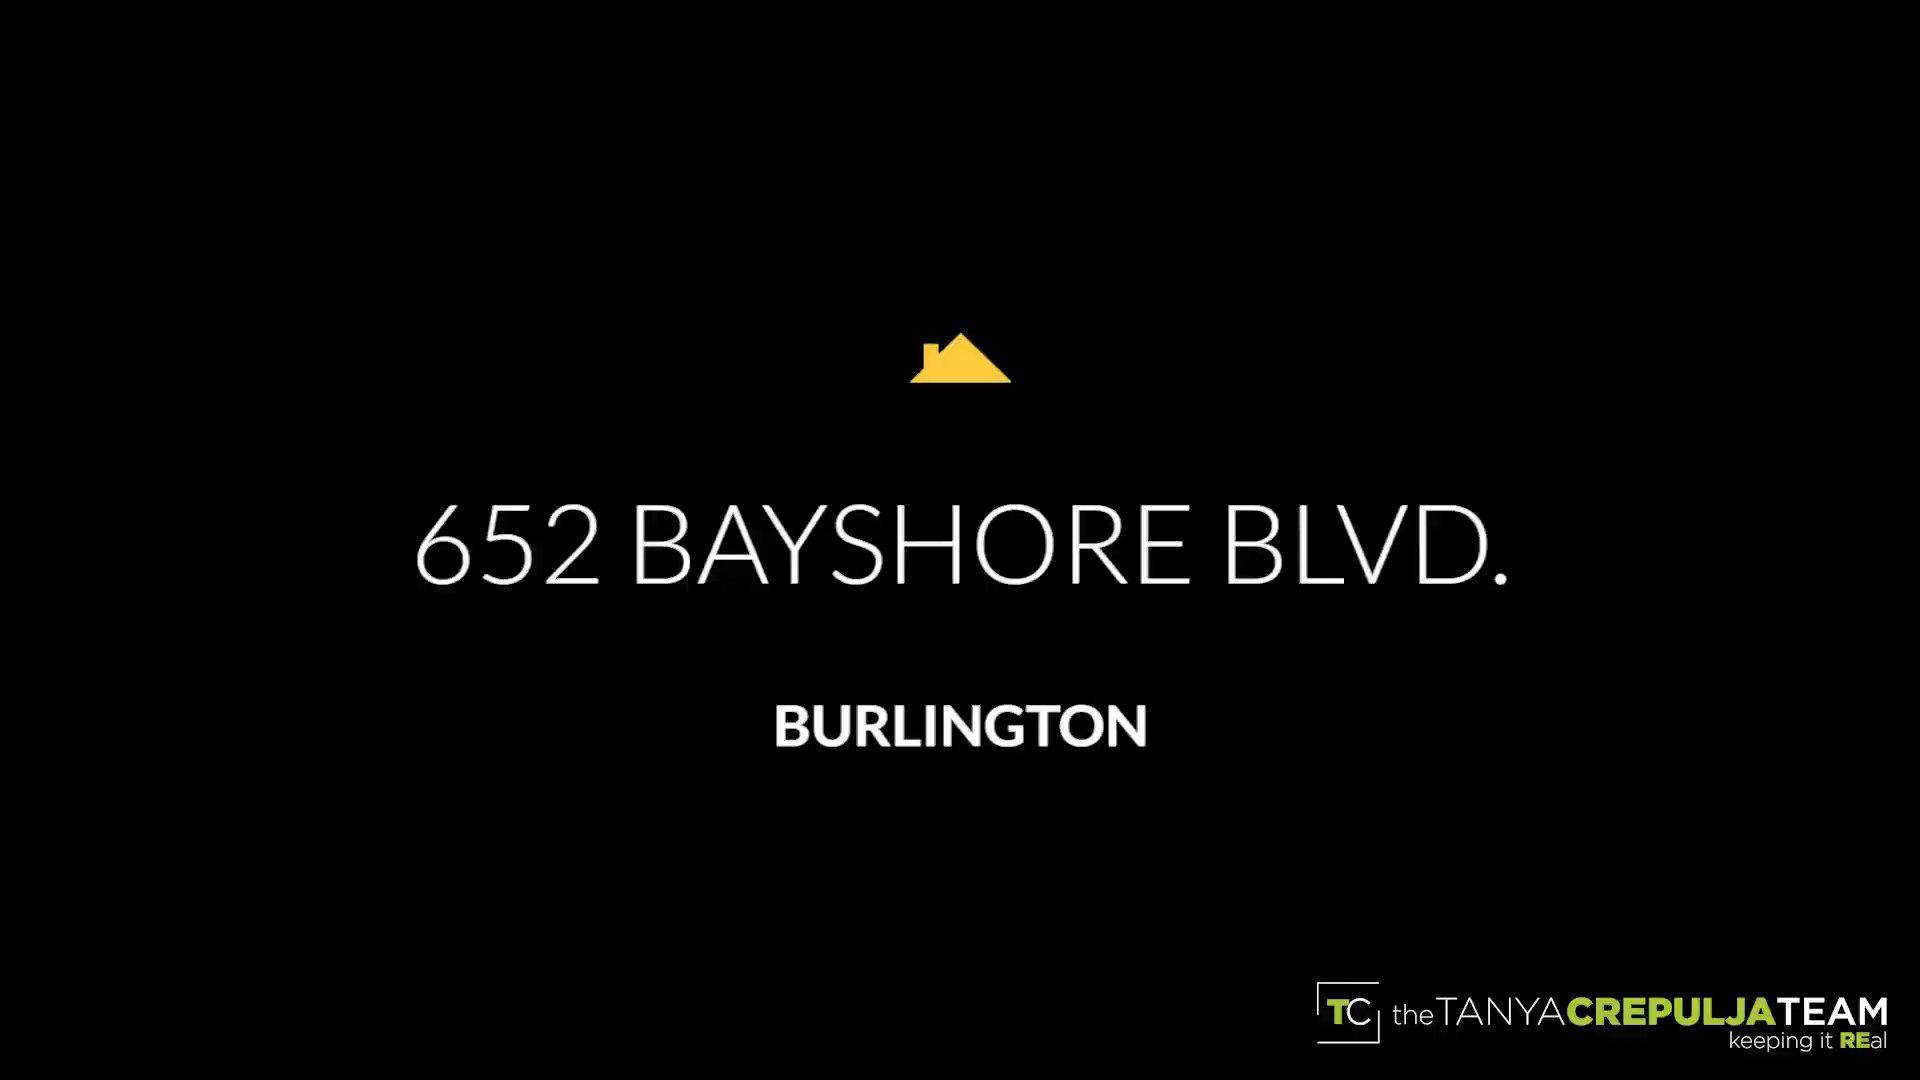 652 BAYSHORE BLVD.
BURLINGTON
TC theTANYACREPULJATEAM
keeping it REal